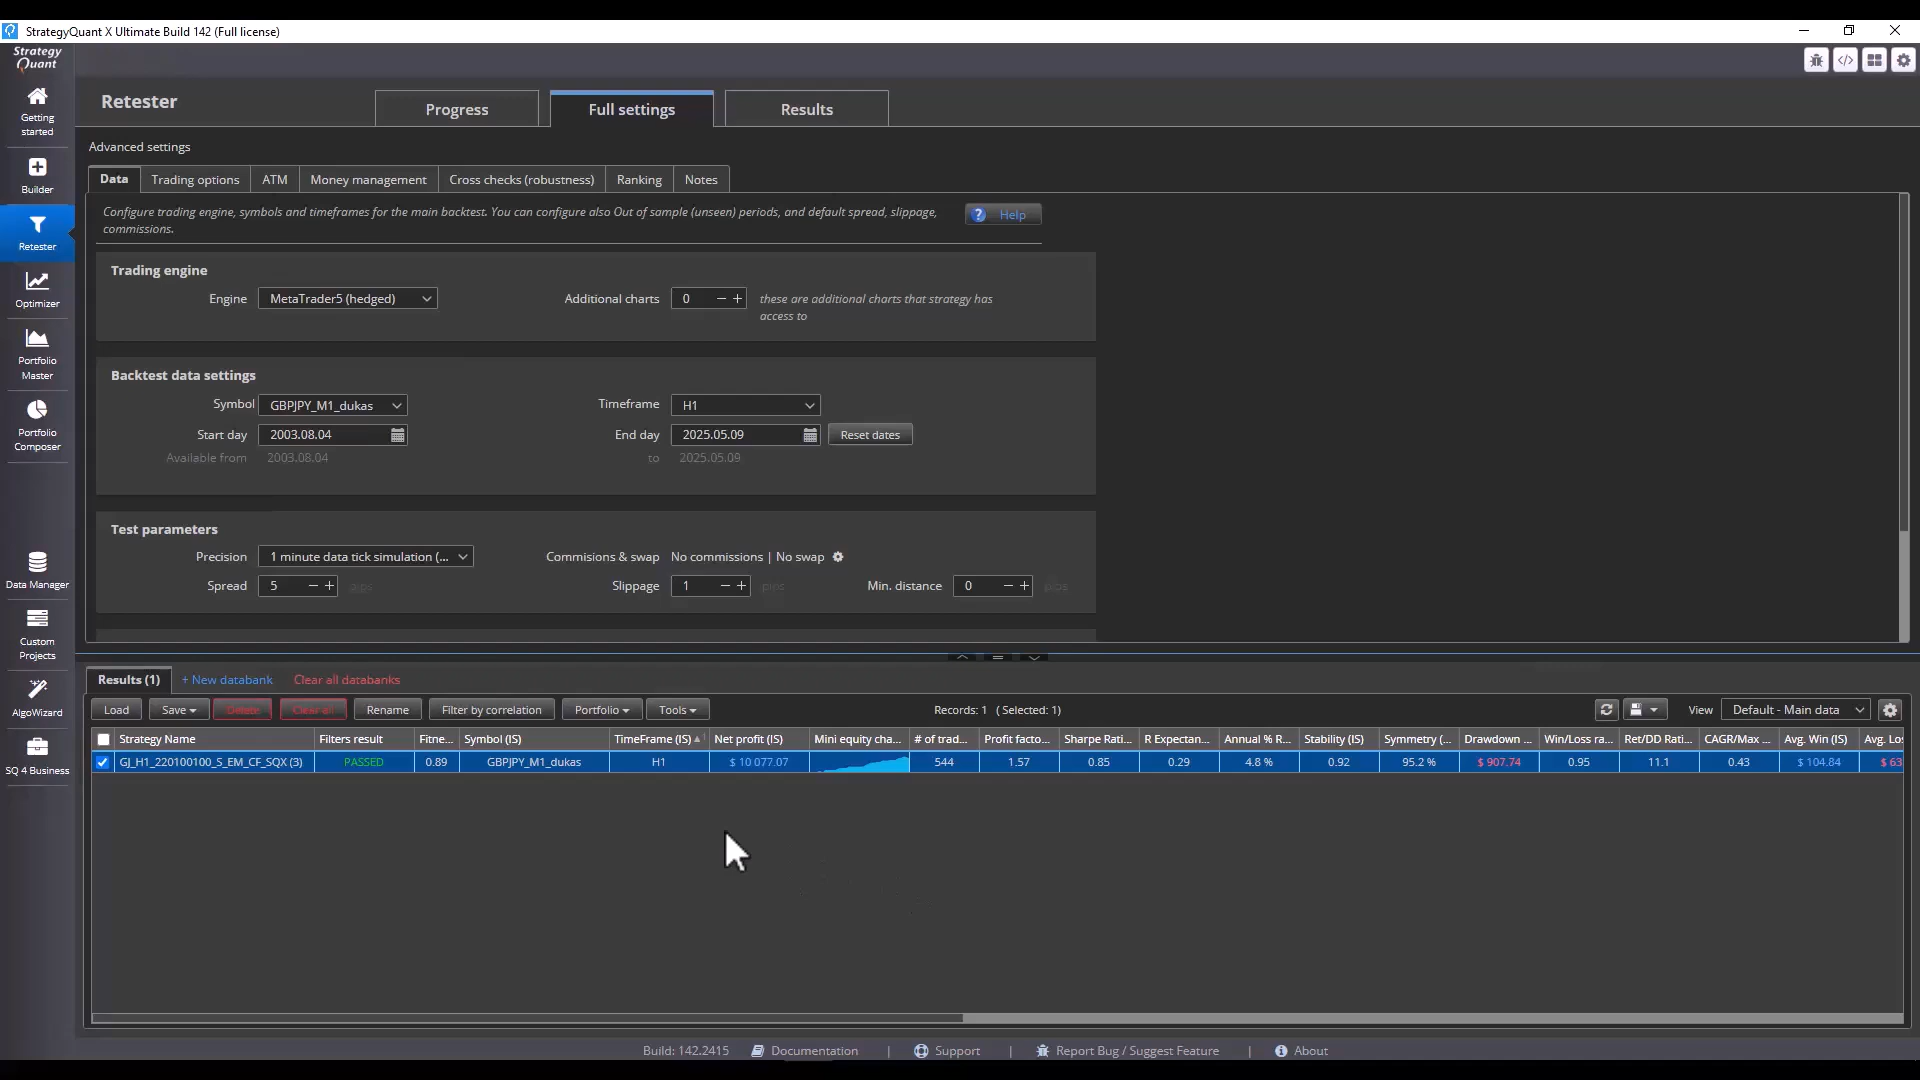 StrategyQuant X Ultimate Build 142 (Full license)
Strategy
Quant
Getting
started
Builder
Retester
Optimizer
Portfolio
Master
Portfolio
Composer
Data Manager
Custom
Projects
AlgoWizard
SQ 4 Business
Retester
Progress
Full settings
Results
Advanced settings
Data
Trading options
ATM
Money management
Cross checks (robustness)
Ranking
Notes
Configure trading engine, symbols and timeframes for the main backtest. You can configure also Out of sample (unseen) periods, and default spread, slippage,
commissions.
? Help
Trading engine
Engine MetaTrader5 (hedged)
Additional charts 0 − + these are additional charts that strategy has
access to
Backtest data settings
Symbol GBPJPY_M1_dukas
Timeframe H1
Start day 2003.08.04
End day 2025.05.09 Reset dates
Available from 2003.08.04 to 2025.05.09
Test parameters
Precision 1 minute data tick simulation (...
Commisions & swap No commissions | No swap
Spread 5 − + pips
Slippage 1 − + pips
Min. distance 0 − + pips
Results (1) + New databank Clear all databanks
Load Save Delete Clear all Rename Filter by correlation Portfolio Tools
Records: 1 ( Selected: 1)
View Default - Main data
Strategy Name Filters result Fitne... Symbol (IS) TimeFrame (IS) 1 Net profit (IS) Mini equity cha... # of trad... Profit facto... Sharpe Rati... R Expectan... Annual % R... Stability (IS) Symmetry (... Drawdown ... Win/Loss ra... Ret/DD Rati... CAGR/Max ... Avg. Win (IS) Avg. Los
GJ_H1_220100100_S_EM_CF_SQX (3) PASSED 0.89 GBPJPY_M1_dukas H1 $ 10 077.07 544 1.57 0.85 0.29 4.8 % 0.92 95.2 % $ 907.74 0.95 11.1 0.43 $ 104.84 $ 63
Build: 142.2415 Documentation | Support | Report Bug / Suggest Feature | About